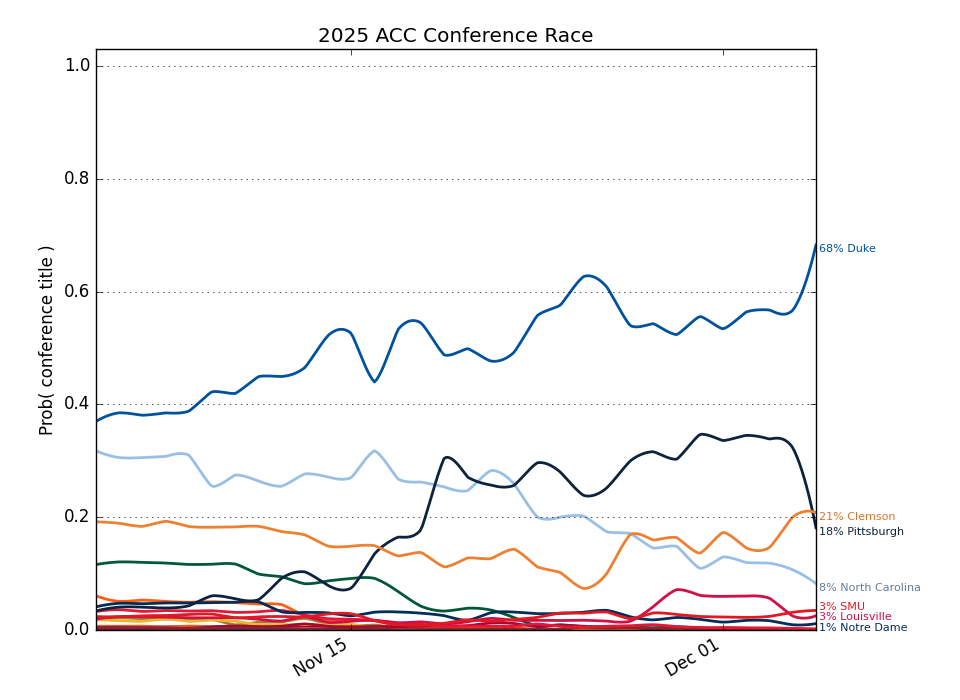 2025 ACC Conference Race
Prob( conference title )
1.0
0.8
0.6
0.4
0.2
0.0
Nov 15
Dec 01
68% Duke
21% Clemson
18% Pittsburgh
8% North Carolina
3% SMU
3% Louisville
1% Notre Dame